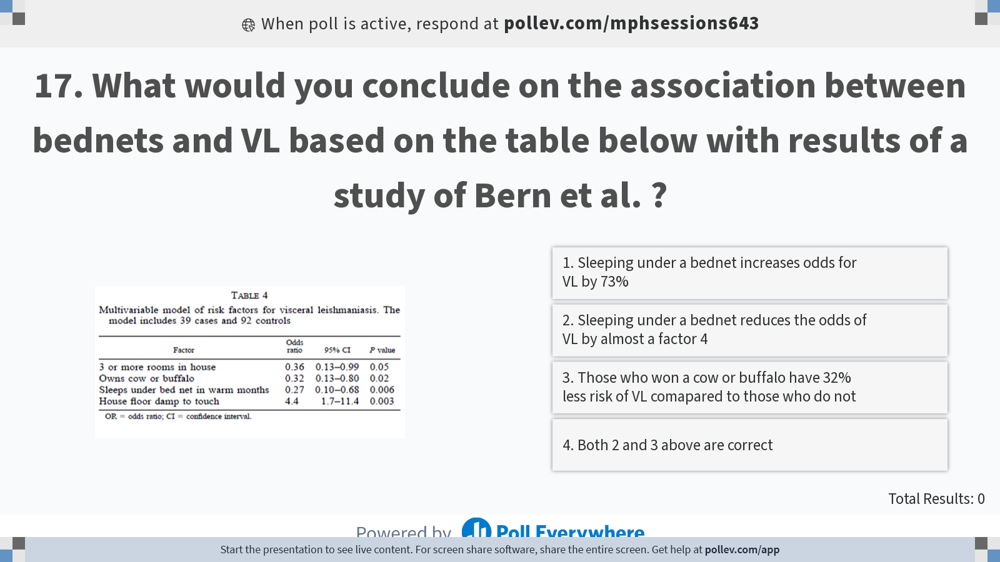 When poll is active, respond at pollev.com/mphsessions643
17. What would you conclude on the association between
bednets and VL based on the table below with results of a
study of Bern et al. ?
TABLE 4
Multivariable model of risk factors for visceral leishmaniasis. The
model includes 39 cases and 92 controls
Factor Odds ratio 95% CI P value
3 or more rooms in house 0.36 0.13–0.99 0.05
Owns cow or buffalo 0.32 0.13–0.80 0.02
Sleeps under bed net in warm months 0.27 0.10–0.68 0.006
House floor damp to touch 4.4 1.7–11.4 0.003
OR = odds ratio; CI = confidence interval.
1. Sleeping under a bednet increases odds for
VL by 73%
2. Sleeping under a bednet reduces the odds of
VL by almost a factor 4
3. Those who won a cow or buffalo have 32%
less risk of VL comapared to those who do not
4. Both 2 and 3 above are correct
Total Results: 0
Powered by Poll Everywhere
Start the presentation to see live content. For screen share software, share the entire screen. Get help at pollev.com/app